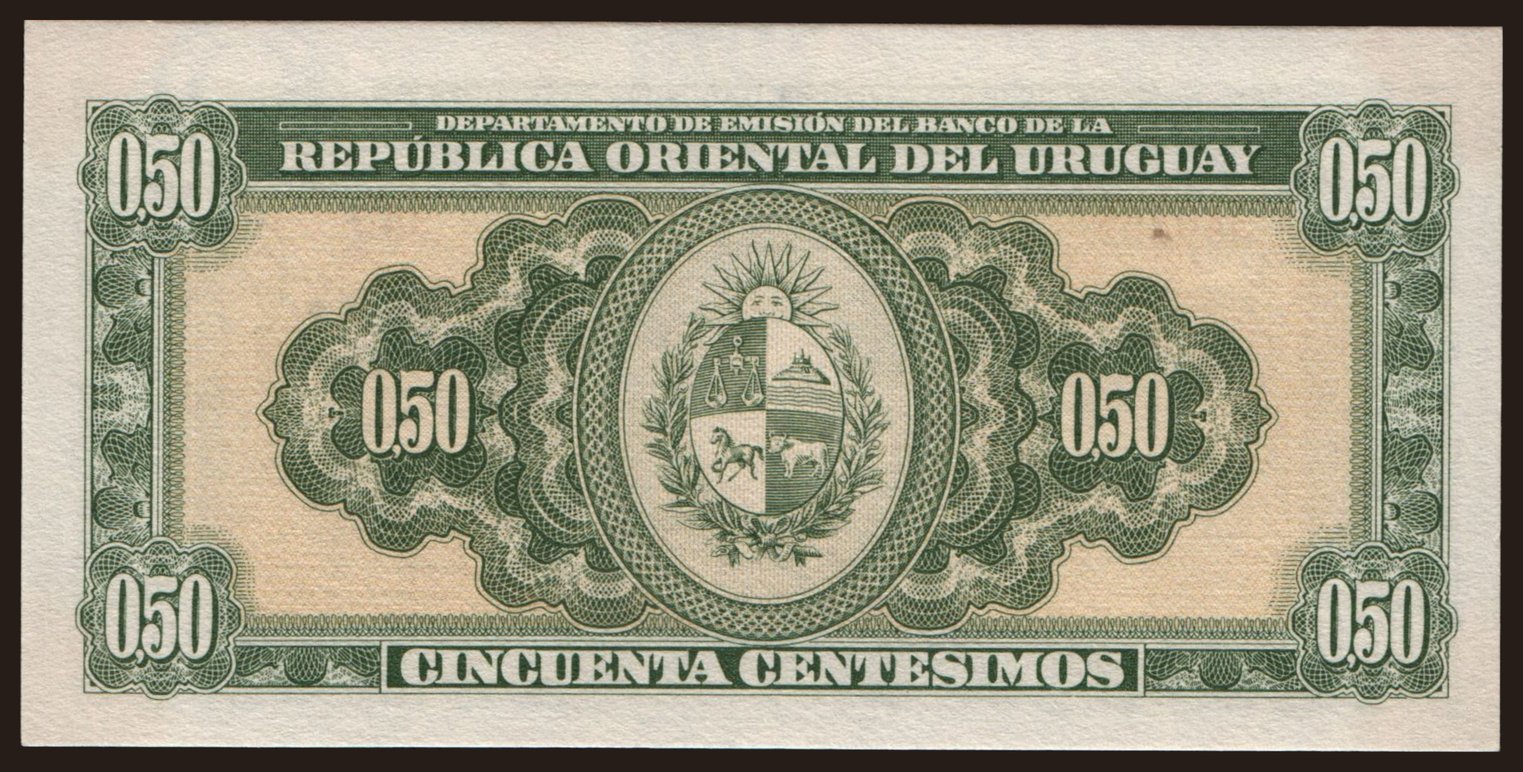 DEPARTAMENTO DE EMISIÓN DEL BANCO DE LA
REPÚBLICA ORIENTAL DEL URUGUAY
0,50 0,50
0,50 0,50
0,50 0,50
CINCUENTA CENTESIMOS